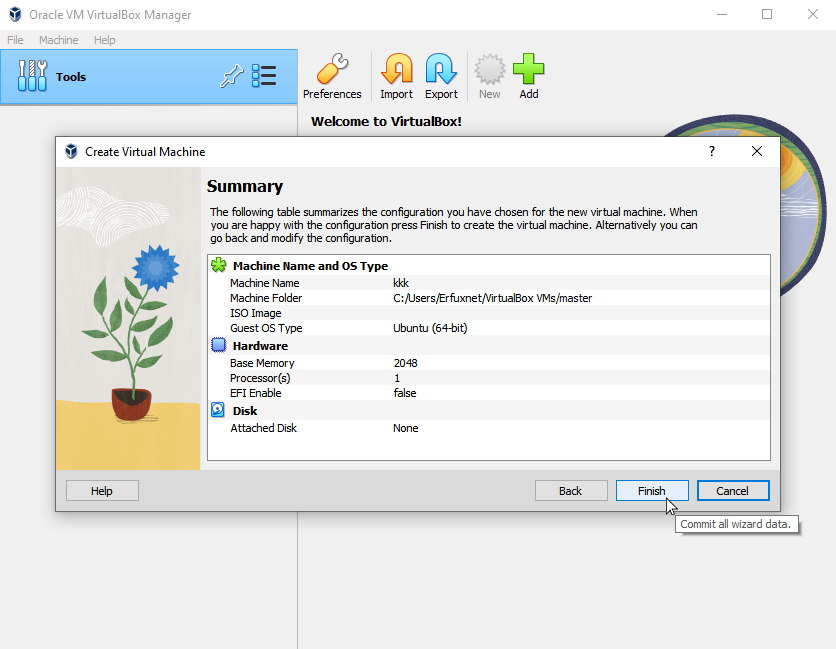 Oracle VM VirtualBox Manager
File Machine Help
Tools
Preferences Import Export New Add
Welcome to VirtualBox!
Create Virtual Machine ?
Summary
The following table summarizes the configuration you have chosen for the new virtual machine. When
you are happy with the configuration press Finish to create the virtual machine. Alternatively you can
go back and modify the configuration.
Machine Name and OS Type
Machine Name kkk
Machine Folder C:/Users/Erfuxnet/VirtualBox VMs/master
ISO Image
Guest OS Type Ubuntu (64-bit)
Hardware
Base Memory 2048
Processor(s) 1
EFI Enable false
Disk
Attached Disk None
Help Back Finish Cancel
Commit all wizard data.